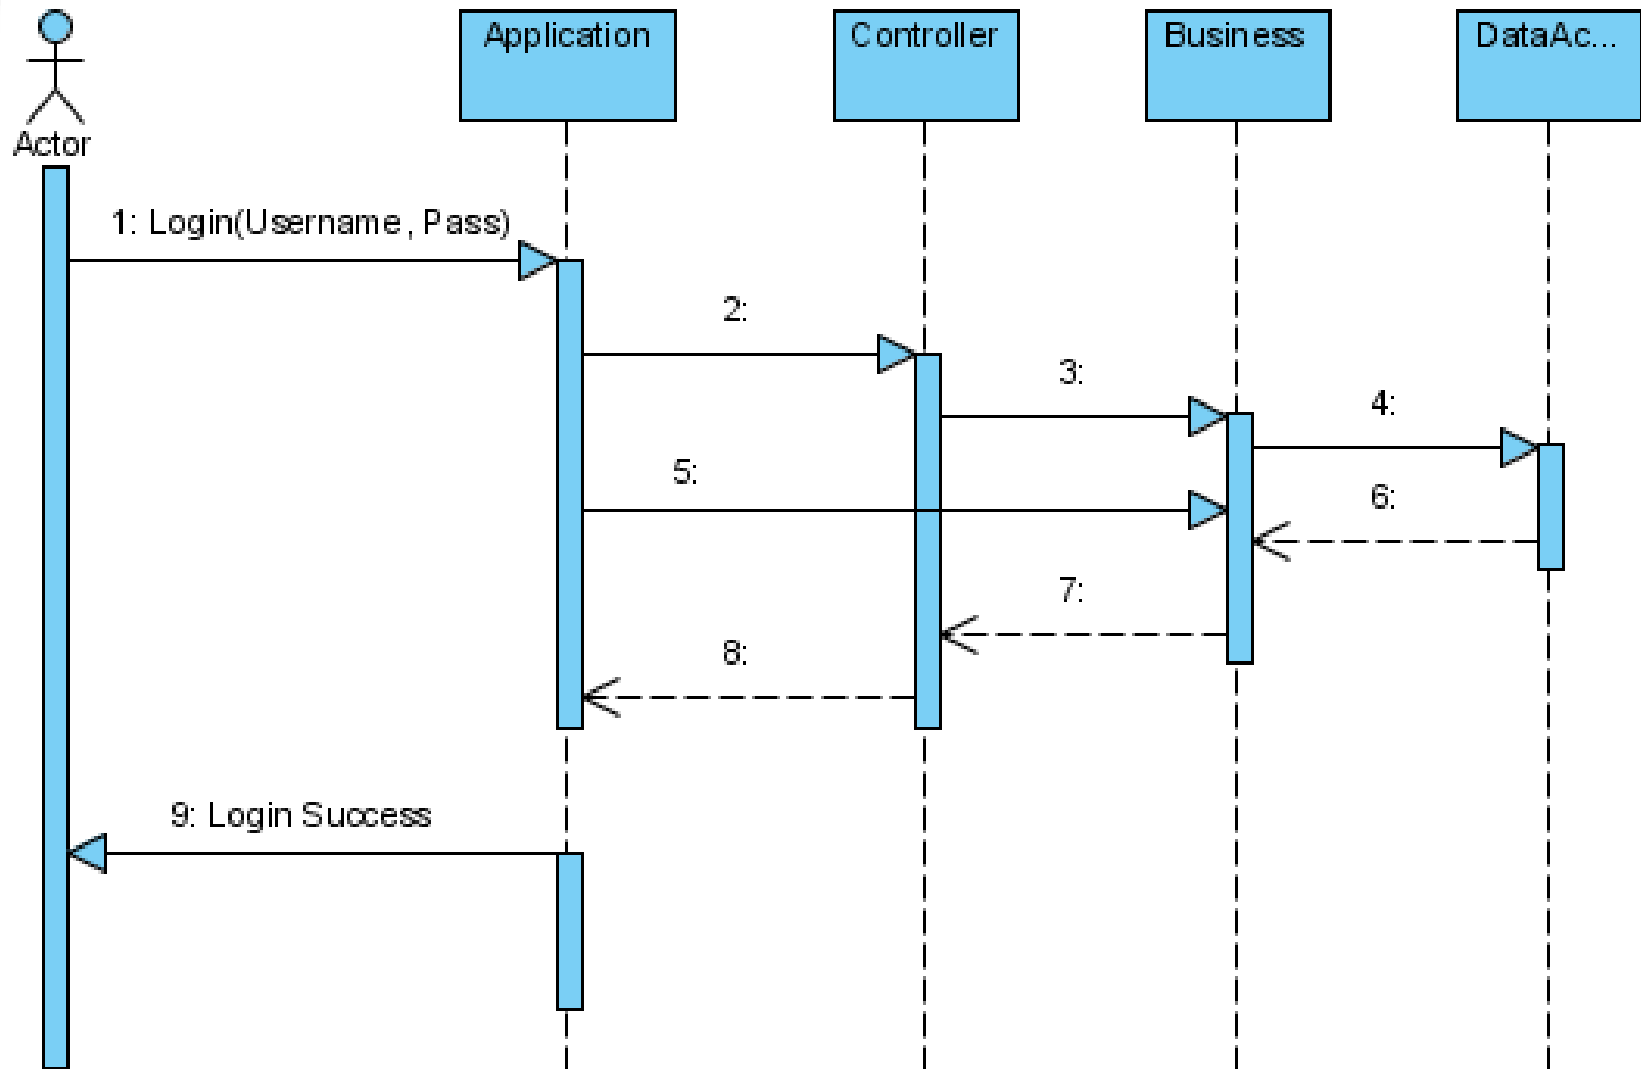 Application
Controller
Business
DataAc...
Actor
1: Login(Username, Pass)
2:
3:
4:
5:
6:
7:
8:
9: Login Success